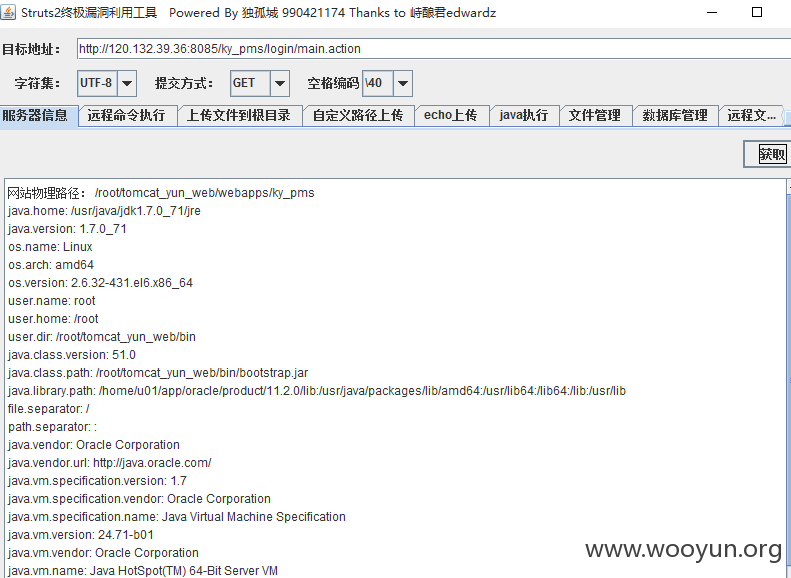 Struts2终极漏洞利用工具 Powered By 独孤城 990421174 Thanks to 峙酿君edwardz
目标地址: http://120.132.39.36:8085/ky_pms/login/main.action
字符集: UTF-8 提交方式: GET 空格编码 \40
服务器信息 远程命令执行 上传文件到根目录 自定义路径上传 echo上传 java执行 文件管理 数据库管理 远程文...
获取
网站物理路径: /root/tomcat_yun_web/webapps/ky_pms
java.home: /usr/java/jdk1.7.0_71/jre
java.version: 1.7.0_71
os.name: Linux
os.arch: amd64
os.version: 2.6.32-431.el6.x86_64
user.name: root
user.home: /root
user.dir: /root/tomcat_yun_web/bin
java.class.version: 51.0
java.class.path: /root/tomcat_yun_web/bin/bootstrap.jar
java.library.path: /home/u01/app/oracle/product/11.2.0/lib:/usr/java/packages/lib/amd64:/usr/lib64:/lib64:/lib:/usr/lib
file.separator: /
path.separator: :
java.vendor: Oracle Corporation
java.vendor.url: http://java.oracle.com/
java.vm.specification.version: 1.7
java.vm.specification.vendor: Oracle Corporation
java.vm.specification.name: Java Virtual Machine Specification
java.vm.version: 24.71-b01
java.vm.vendor: Oracle Corporation
java.vm.name: Java HotSpot(TM) 64-Bit Server VM
www.wooyun.org